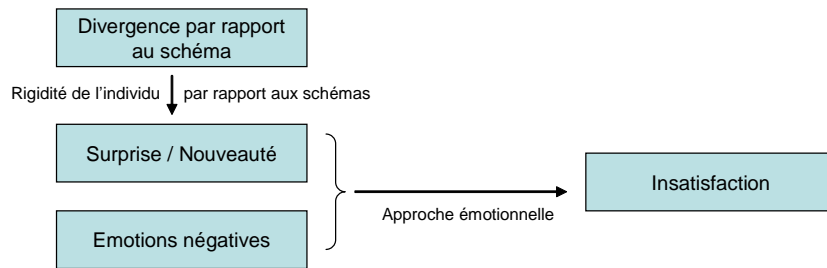 Divergence par rapport
au schéma
Rigidité de l'individu par rapport aux schémas
Surprise / Nouveauté
Insatisfaction
Approche émotionnelle
Emotions négatives